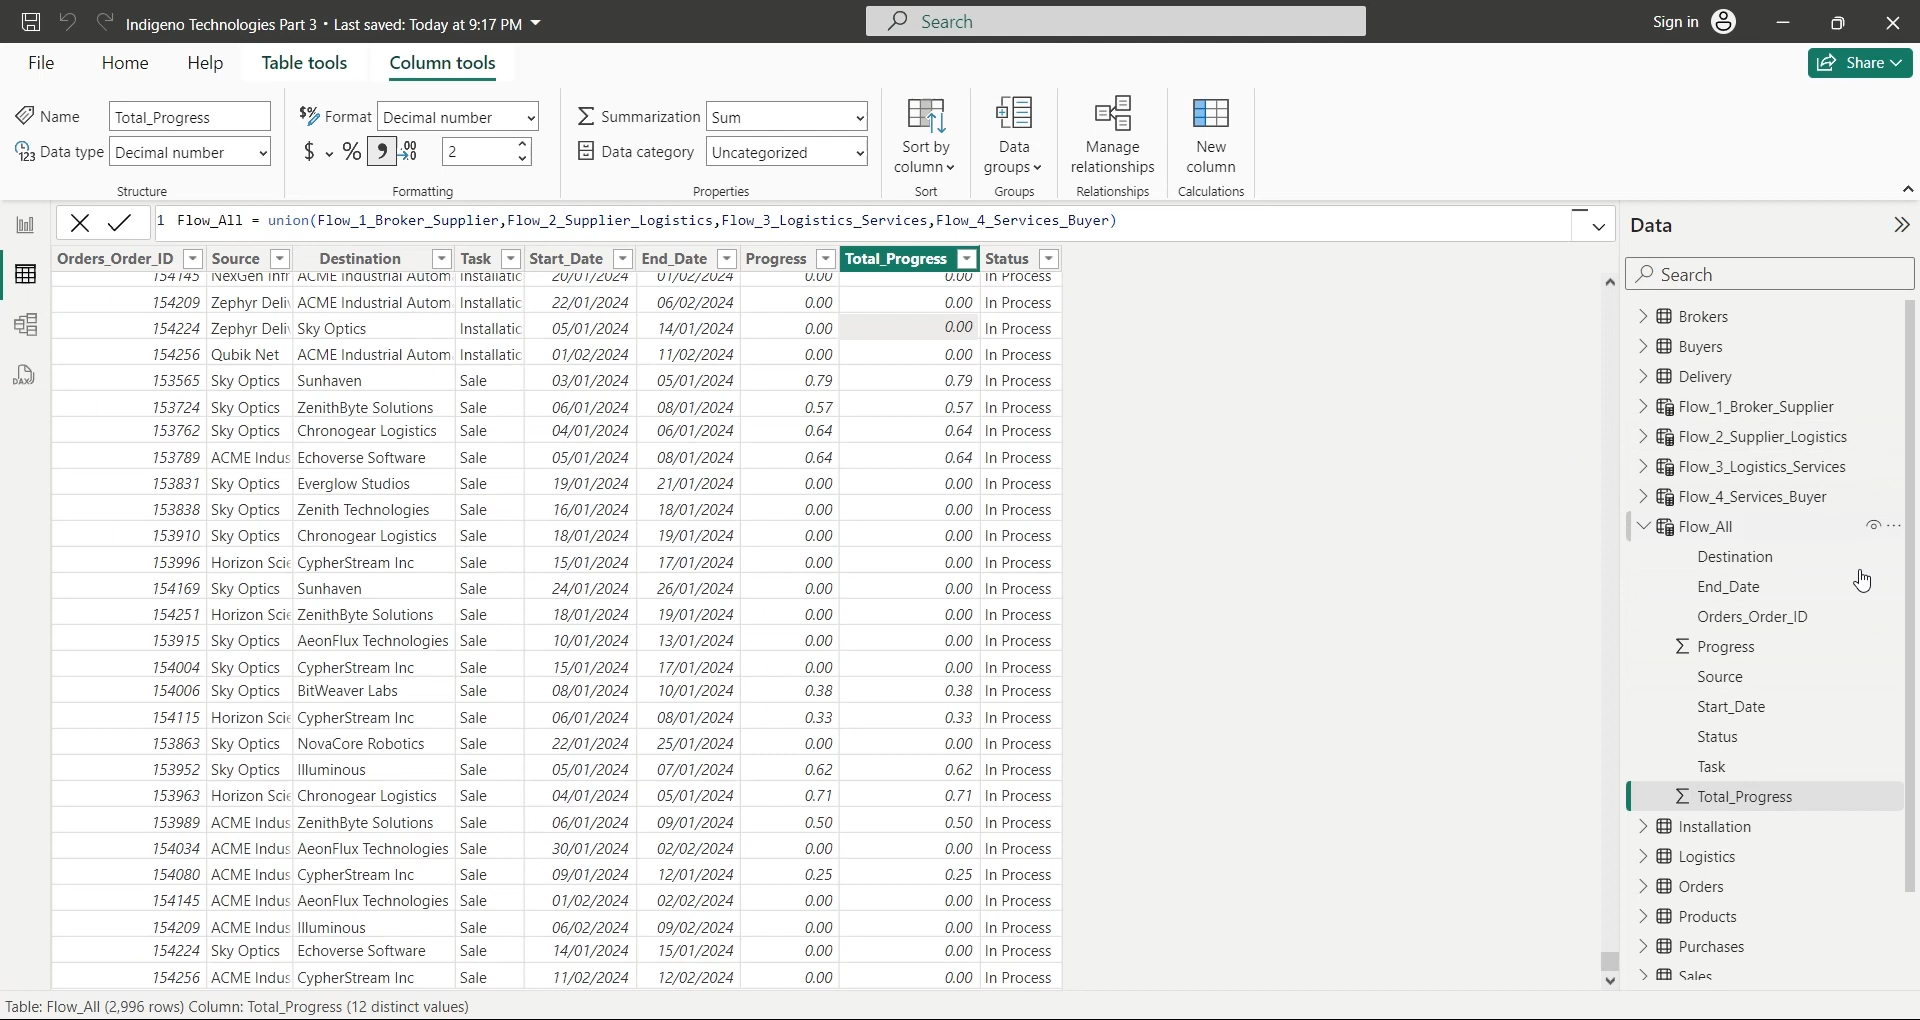 Indigeno Technologies Part 3 • Last saved: Today at 9:17 PM
Search
Sign in
File Home Help Table tools Column tools
Share
Name Total_Progress
Data type Decimal number
Structure
Format Decimal number
$ % 9 .00 2
Formatting
Summarization Sum
Data category Uncategorized
Properties
Sort by column
Sort
Data groups
Groups
Manage relationships
Relationships
New column
Calculations
1 Flow_All = union(Flow_1_Broker_Supplier,Flow_2_Supplier_Logistics,Flow_3_Logistics_Services,Flow_4_Services_Buyer)
Orders_Order_ID Source Destination Task Start_Date End_Date Progress Total_Progress Status
154145 NexGen Infr ACME Industrial Autom Installatic 20/01/2024 01/02/2024 0.00 0.00 In Process
154209 Zephyr Deli ACME Industrial Autom Installatic 22/01/2024 06/02/2024 0.00 0.00 In Process
154224 Zephyr Deli Sky Optics Installatic 05/01/2024 14/01/2024 0.00 0.00 In Process
154256 Qubik Net ACME Industrial Autom Installatic 01/02/2024 11/02/2024 0.00 0.00 In Process
153565 Sky Optics Sunhaven Sale 03/01/2024 05/01/2024 0.79 0.79 In Process
153724 Sky Optics ZenithByte Solutions Sale 06/01/2024 08/01/2024 0.57 0.57 In Process
153762 Sky Optics Chronogear Logistics Sale 04/01/2024 06/01/2024 0.64 0.64 In Process
153789 ACME Indus Echoverse Software Sale 05/01/2024 08/01/2024 0.64 0.64 In Process
153831 Sky Optics Everglow Studios Sale 19/01/2024 21/01/2024 0.00 0.00 In Process
153838 Sky Optics Zenith Technologies Sale 16/01/2024 18/01/2024 0.00 0.00 In Process
153910 Sky Optics Chronogear Logistics Sale 18/01/2024 19/01/2024 0.00 0.00 In Process
153996 Horizon Scie CypherStream Inc Sale 15/01/2024 17/01/2024 0.00 0.00 In Process
154169 Sky Optics Sunhaven Sale 24/01/2024 26/01/2024 0.00 0.00 In Process
154251 Horizon Scie ZenithByte Solutions Sale 18/01/2024 19/01/2024 0.00 0.00 In Process
153915 Sky Optics AeonFlux Technologies Sale 10/01/2024 13/01/2024 0.00 0.00 In Process
154004 Sky Optics CypherStream Inc Sale 15/01/2024 17/01/2024 0.00 0.00 In Process
154006 Sky Optics BitWeaver Labs Sale 08/01/2024 10/01/2024 0.38 0.38 In Process
154115 Horizon Scie CypherStream Inc Sale 06/01/2024 08/01/2024 0.33 0.33 In Process
153863 Sky Optics NovaCore Robotics Sale 22/01/2024 25/01/2024 0.00 0.00 In Process
153952 Sky Optics Illuminous Sale 05/01/2024 07/01/2024 0.62 0.62 In Process
153963 Horizon Scie Chronogear Logistics Sale 04/01/2024 05/01/2024 0.71 0.71 In Process
153989 ACME Indus ZenithByte Solutions Sale 06/01/2024 09/01/2024 0.50 0.50 In Process
154034 ACME Indus AeonFlux Technologies Sale 30/01/2024 02/02/2024 0.00 0.00 In Process
154080 ACME Indus CypherStream Inc Sale 09/01/2024 12/01/2024 0.25 0.25 In Process
154145 ACME Indus AeonFlux Technologies Sale 01/02/2024 02/02/2024 0.00 0.00 In Process
154209 ACME Indus Illuminous Sale 06/02/2024 09/02/2024 0.00 0.00 In Process
154224 Sky Optics Echoverse Software Sale 14/01/2024 15/01/2024 0.00 0.00 In Process
154256 ACME Indus CypherStream Inc Sale 11/02/2024 12/02/2024 0.00 0.00 In Process
Data
Search
Brokers
Buyers
Delivery
Flow_1_Broker_Supplier
Flow_2_Supplier_Logistics
Flow_3_Logistics_Services
Flow_4_Services_Buyer
Flow_All
Destination
End_Date
Orders_Order_ID
Progress
Source
Start_Date
Status
Task
Total_Progress
Installation
Logistics
Orders
Products
Purchases
Sales
Table: Flow_All (2,996 rows) Column: Total_Progress (12 distinct values)